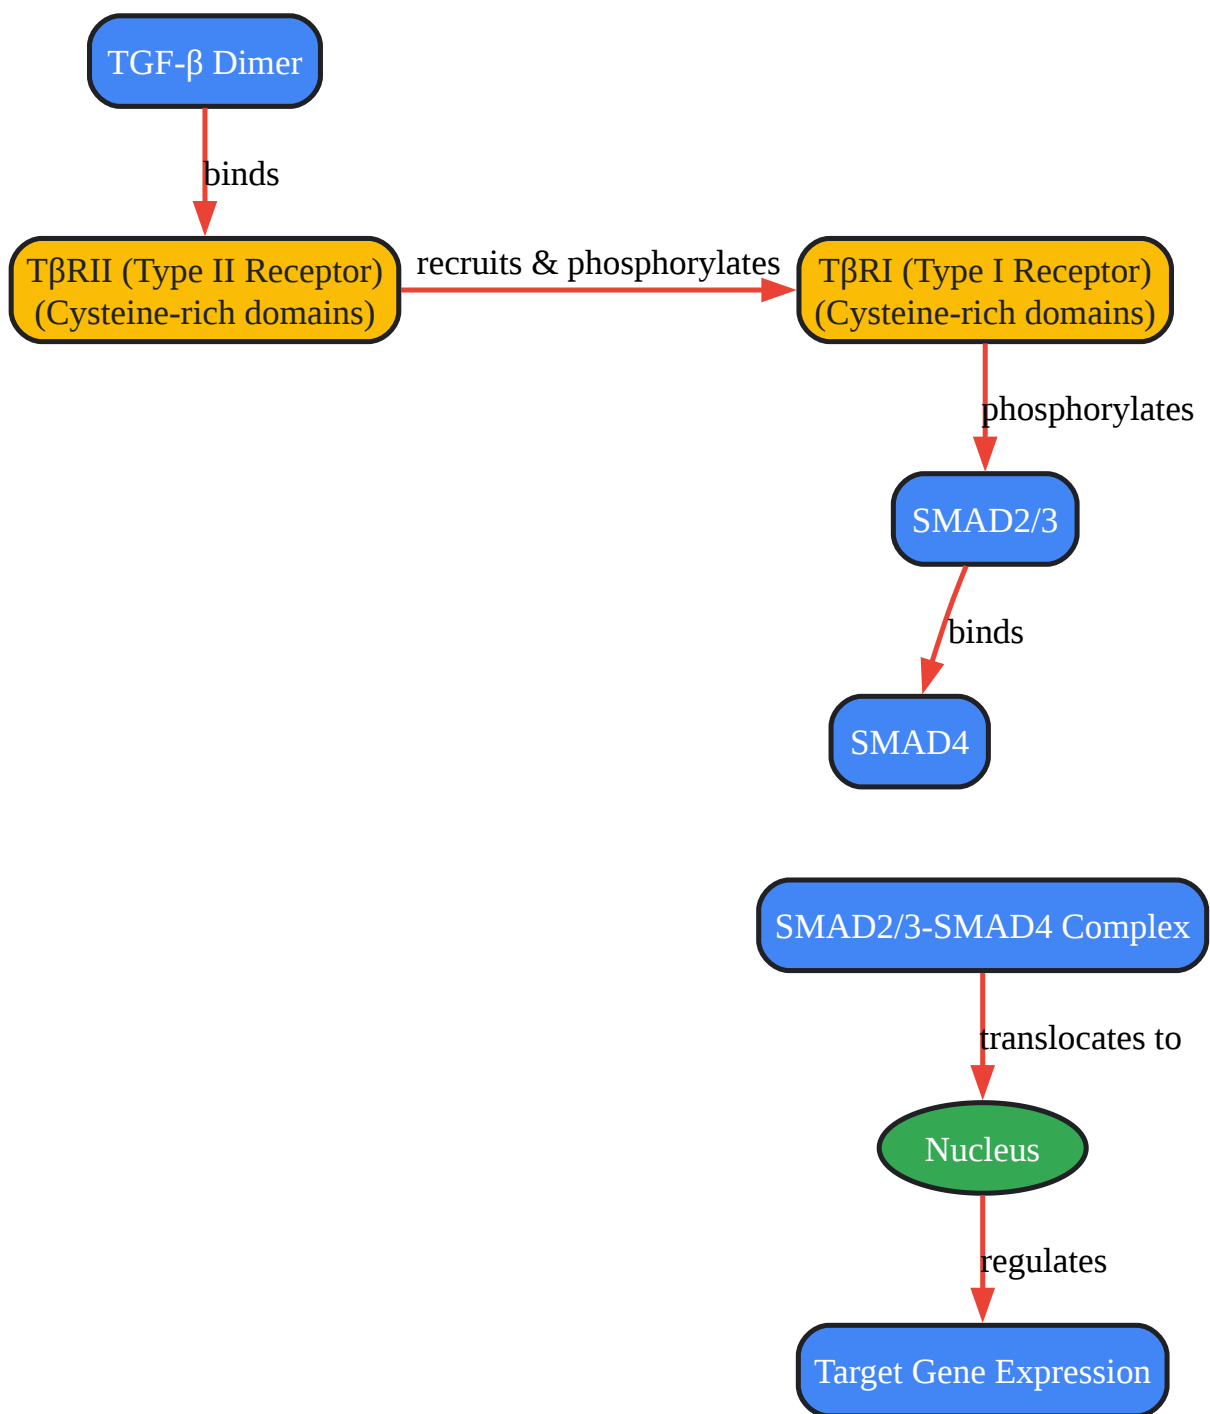 TGF-β Dimer
binds
TβRII (Type II Receptor)
(Cysteine-rich domains)
recruits & phosphorylates
TβRI (Type I Receptor)
(Cysteine-rich domains)
phosphorylates
SMAD2/3
binds
SMAD4
SMAD2/3-SMAD4 Complex
translocates to
Nucleus
regulates
Target Gene Expression